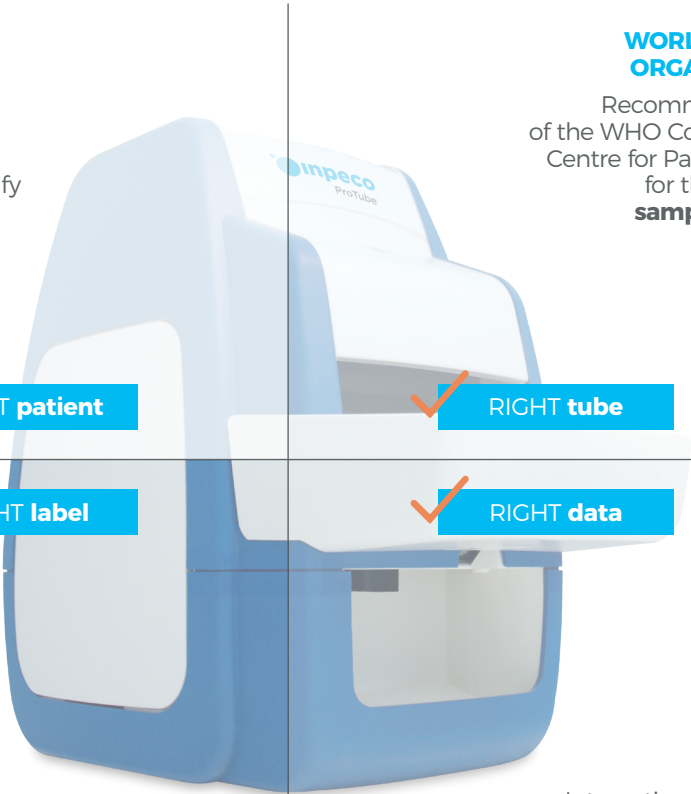 WORL
ORGA
Recomm
of the WHO Co
Centre for Pa
for t
samp
fy
inpeco
ProTube
T patient
RIGHT tube
HT label
RIGHT data